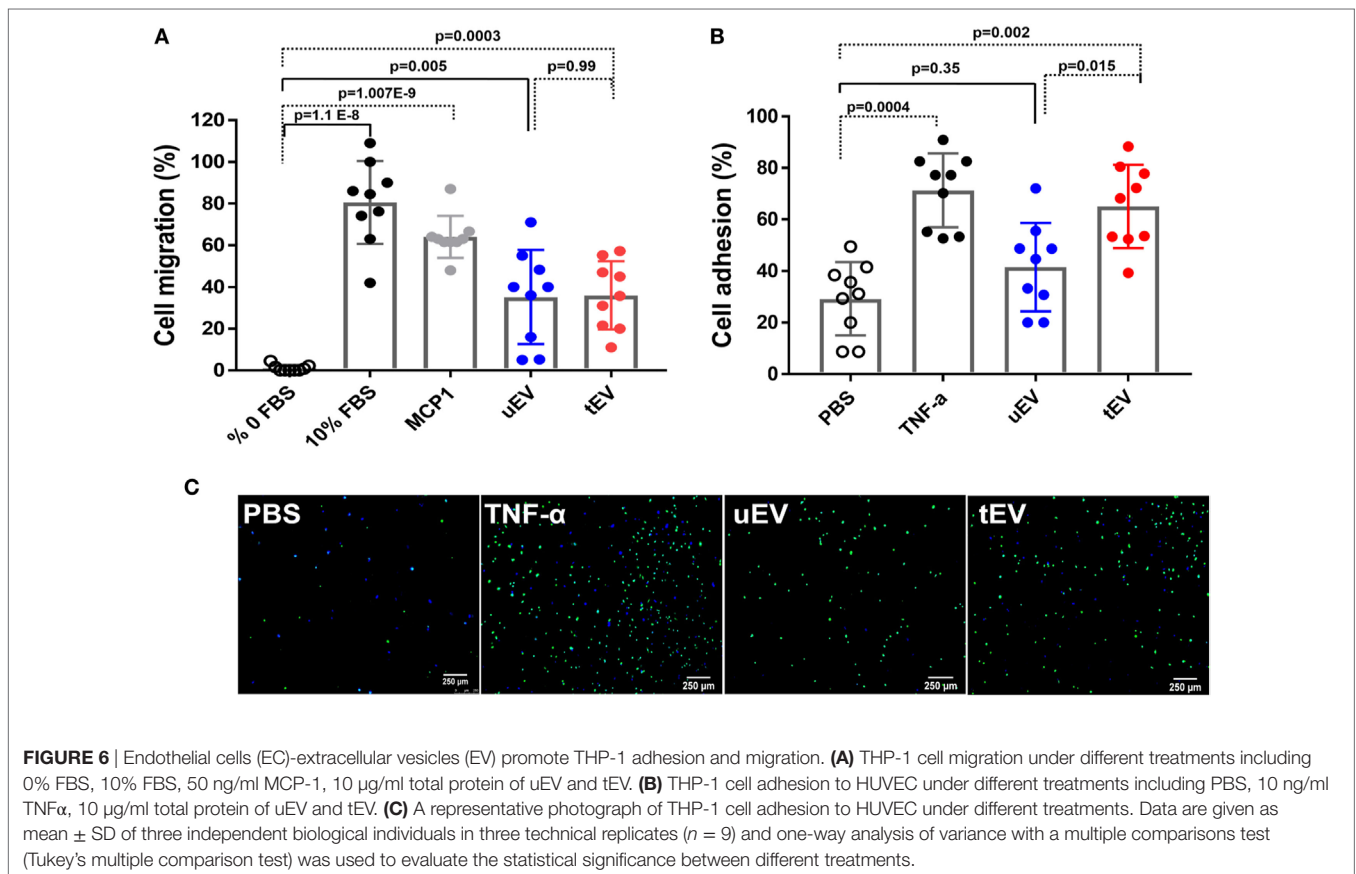 A
p=0.0003
p=0.005
p=0.99
p=1.007E-9
p=1.1 E-8
Cell migration (%)
120
100
80
60
40
20
0
% 0 FBS
10% FBS
MCP1
uEV
tEV
B
p=0.002
p=0.35
p=0.015
p=0.0004
Cell adhesion (%)
100
80
60
40
20
0
PBS
TNF-a
uEV
tEV
C
PBS
TNF-α
uEV
tEV
250 µm
250 µm
250 µm
250 µm
FIGURE 6 | Endothelial cells (EC)-extracellular vesicles (EV) promote THP-1 adhesion and migration. (A) THP-1 cell migration under different treatments including
0% FBS, 10% FBS, 50 ng/ml MCP-1, 10 µg/ml total protein of uEV and tEV. (B) THP-1 cell adhesion to HUVEC under different treatments including PBS, 10 ng/ml
TNFα, 10 µg/ml total protein of uEV and tEV. (C) A representative photograph of THP-1 cell adhesion to HUVEC under different treatments. Data are given as
mean ± SD of three independent biological individuals in three technical replicates (n = 9) and one-way analysis of variance with a multiple comparisons test
(Tukey's multiple comparison test) was used to evaluate the statistical significance between different treatments.